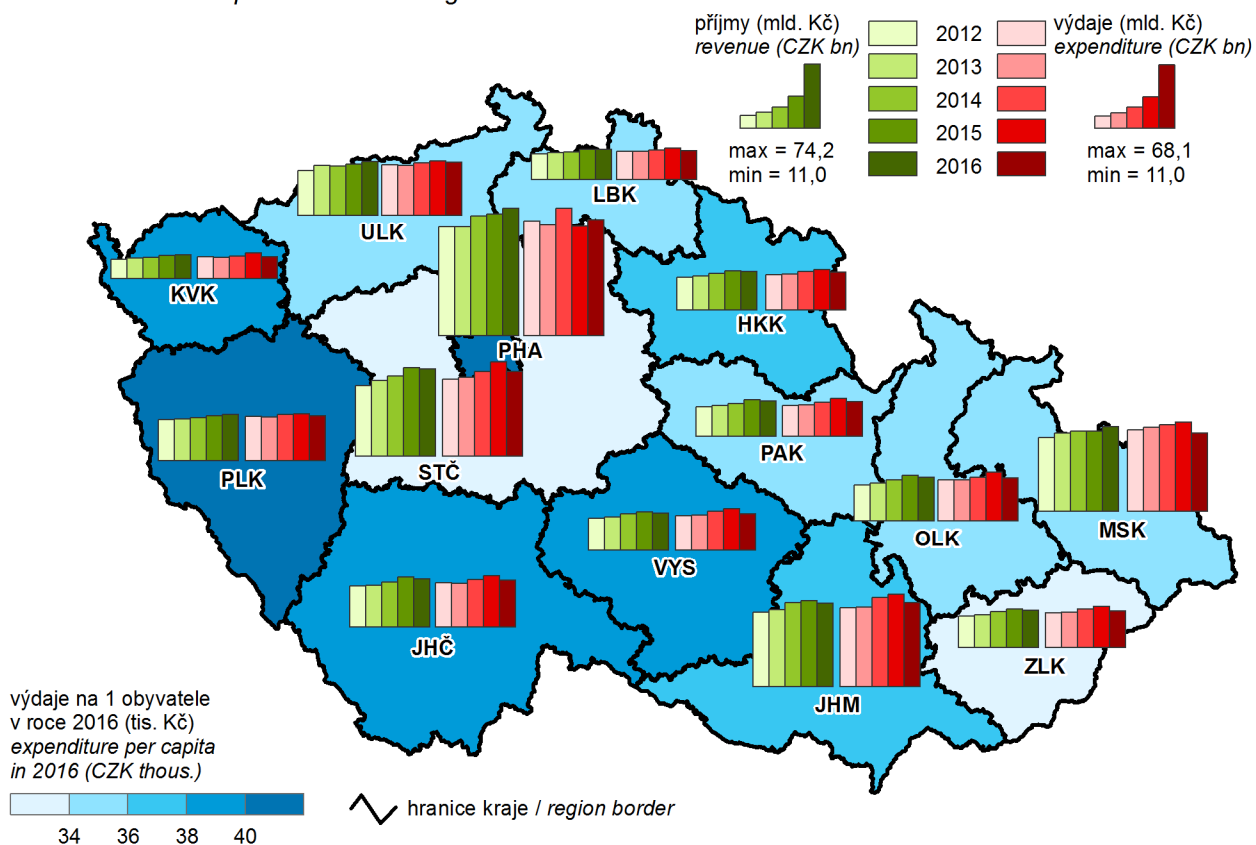 příjmy (mld. Kč)
revenue (CZK bn)
2012
2013
2014
2015
2016
výdaje (mld. Kč)
expenditure (CZK bn)
max = 74,2
min = 11,0
max = 68,1
min = 11,0
LBK
ULK
KVK
HKK
PHA
PAK
STČ
PLK
MSK
OLK
VYS
JHČ
ZLK
JHM
výdaje na 1 obyvatele
v roce 2016 (tis. Kč)
expenditure per capita
in 2016 (CZK thous.)
34 36 38 40
hranice kraje / region border